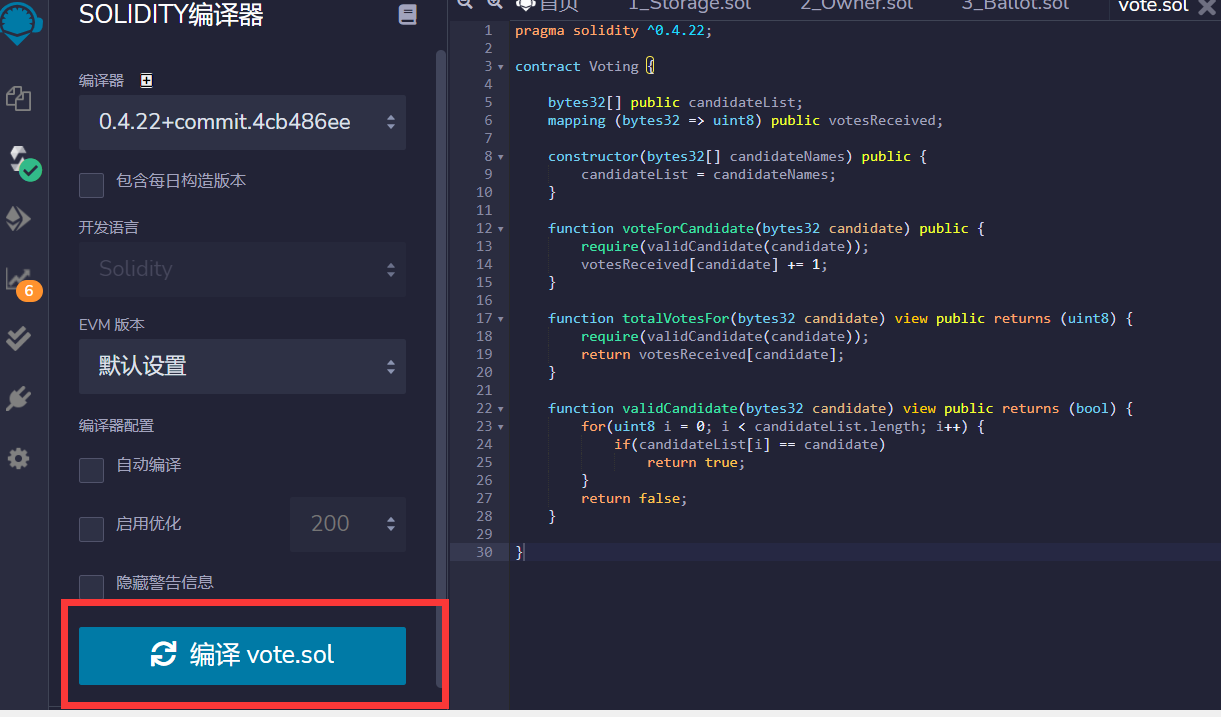 SOLIDITY编译器
编译器
0.4.22+commit.4cb486ee
包含每日构造版本
开发语言
Solidity
EVM 版本
默认设置
编译器配置
自动编译
启用优化
200
隐藏警告信息
编译 vote.sol
6
首页 1_Storage.sol 2_Owner.sol 3_Ballot.sol vote.sol
1 pragma solidity ^0.4.22;
2
3 contract Voting {
4
5     bytes32[] public candidateList;
6     mapping (bytes32 => uint8) public votesReceived;
7
8     constructor(bytes32[] candidateNames) public {
9         candidateList = candidateNames;
10     }
11
12     function voteForCandidate(bytes32 candidate) public {
13         require(validCandidate(candidate));
14         votesReceived[candidate] += 1;
15     }
16
17     function totalVotesFor(bytes32 candidate) view public returns (uint8) {
18         require(validCandidate(candidate));
19         return votesReceived[candidate];
20     }
21
22     function validCandidate(bytes32 candidate) view public returns (bool) {
23         for(uint8 i = 0; i < candidateList.length; i++) {
24             if(candidateList[i] == candidate)
25                 return true;
26         }
27         return false;
28     }
29
30 }